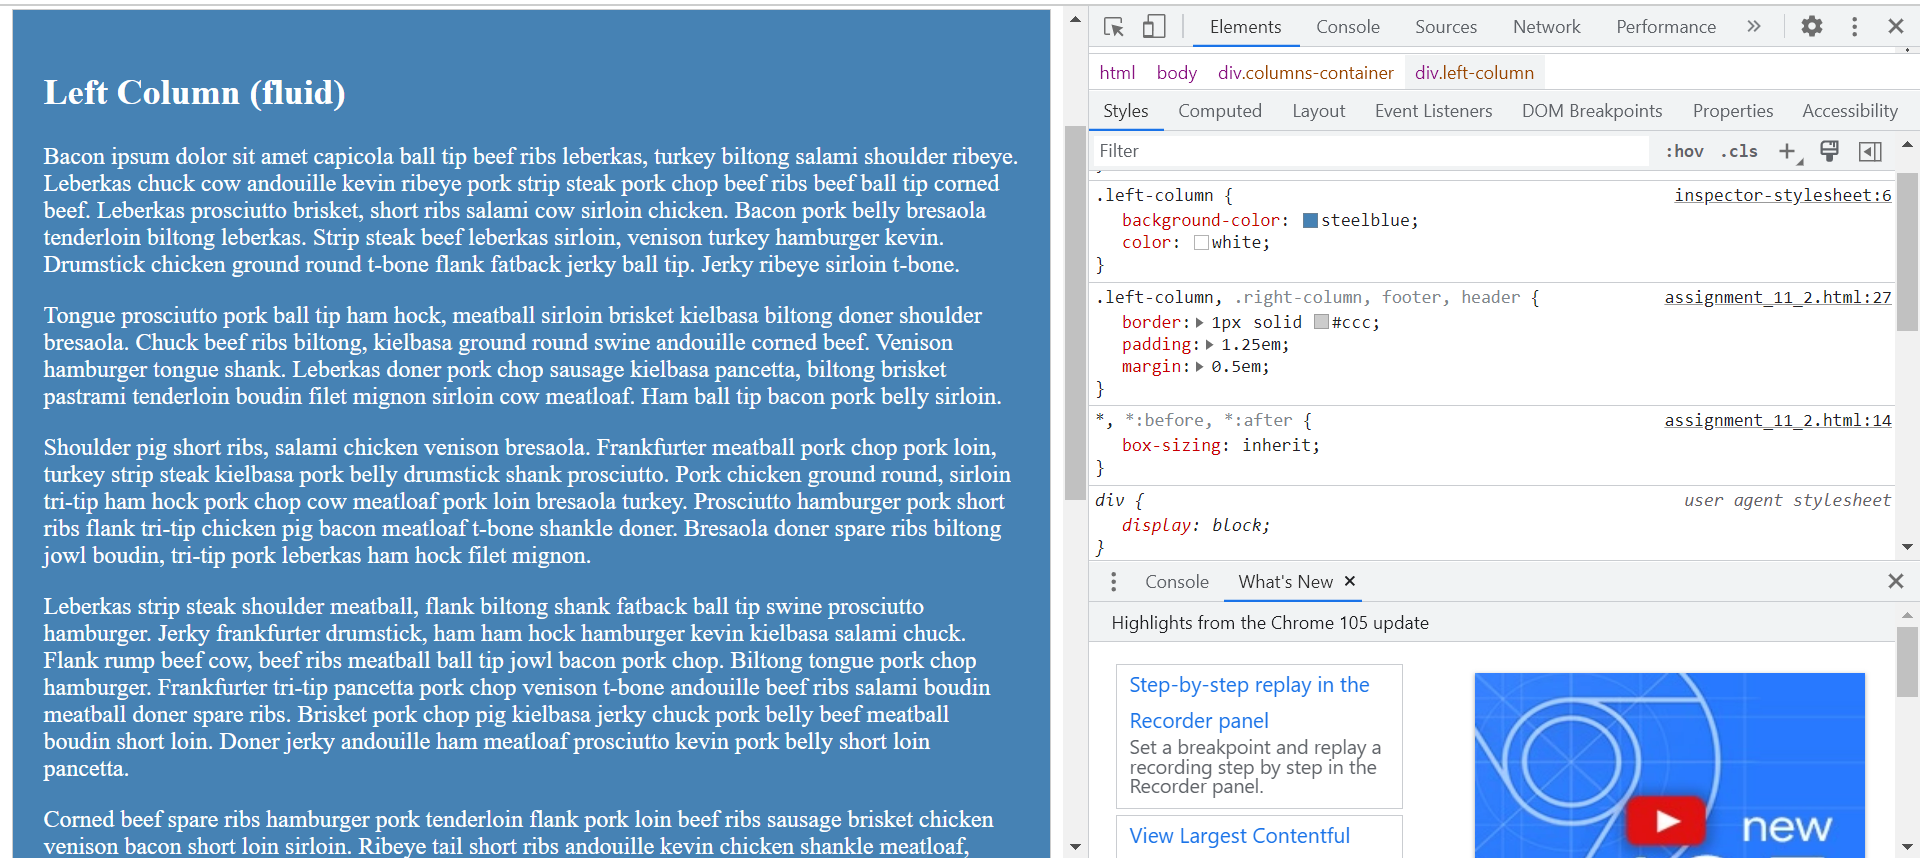 Left Column (fluid)
Bacon ipsum dolor sit amet capicola ball tip beef ribs leberkas, turkey biltong salami shoulder ribeye.
Leberkas chuck cow andouille kevin ribeye pork strip steak pork chop beef ribs beef ball tip corned
beef. Leberkas prosciutto brisket, short ribs salami cow sirloin chicken. Bacon pork belly bresaola
tenderloin biltong leberkas. Strip steak beef leberkas sirloin, venison turkey hamburger kevin.
Drumstick chicken ground round t-bone flank fatback jerky ball tip. Jerky ribeye sirloin t-bone.
Tongue prosciutto pork ball tip ham hock, meatball sirloin brisket kielbasa biltong doner shoulder
bresaola. Chuck beef ribs biltong, kielbasa ground round swine andouille corned beef. Venison
hamburger tongue shank. Leberkas doner pork chop sausage kielbasa pancetta, biltong brisket
pastrami tenderloin boudin filet mignon sirloin cow meatloaf. Ham ball tip bacon pork belly sirloin.
Shoulder pig short ribs, salami chicken venison bresaola. Frankfurter meatball pork chop pork loin,
turkey strip steak kielbasa pork belly drumstick shank prosciutto. Pork chicken ground round, sirloin
tri-tip ham hock pork chop cow meatloaf pork loin bresaola turkey. Prosciutto hamburger pork short
ribs flank tri-tip chicken pig bacon meatloaf t-bone shankle doner. Bresaola doner spare ribs biltong
jowl boudin, tri-tip pork leberkas ham hock filet mignon.
Leberkas strip steak shoulder meatball, flank biltong shank fatback ball tip swine prosciutto
hamburger. Jerky frankfurter drumstick, ham ham hock hamburger kevin kielbasa salami chuck.
Flank rump beef cow, beef ribs meatball ball tip jowl bacon pork chop. Biltong tongue pork chop
hamburger. Frankfurter tri-tip pancetta pork chop venison t-bone andouille beef ribs salami boudin
meatball doner spare ribs. Brisket pork chop pig kielbasa jerky chuck pork belly beef meatball
boudin short loin. Doner jerky andouille ham meatloaf prosciutto kevin pork belly short loin
pancetta.
Corned beef spare ribs hamburger pork tenderloin flank pork loin beef ribs sausage brisket chicken
venison bacon short loin sirloin. Ribeye tail short ribs andouille kevin chicken shankle meatloaf,
Elements Console Sources Network Performance
html body div.columns-container div.left-column
Styles Computed Layout Event Listeners DOM Breakpoints Properties Accessibility
Filter :hov .cls
.left-column { inspector-stylesheet:6
background-color: steelblue;
color: white;
}
.left-column, .right-column, footer, header { assignment_11_2.html:27
border: 1px solid #ccc;
padding: 1.25em;
margin: 0.5em;
}
*, *:before, *:after { assignment_11_2.html:14
box-sizing: inherit;
}
div { user agent stylesheet
display: block;
}
Console What's New
Highlights from the Chrome 105 update
Step-by-step replay in the
Recorder panel
Set a breakpoint and replay a
recording step by step in the
Recorder panel.
View Largest Contentful
new